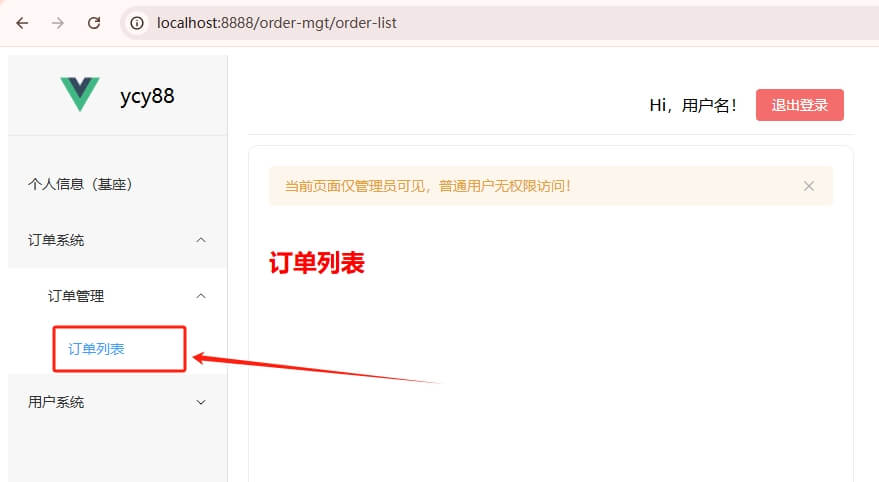 localhost:8888/order-mgt/order-list
ycy88
Hi，用户名！
退出登录
个人信息（基座）
订单系统
订单管理
订单列表
用户系统
当前页面仅管理员可见，普通用户无权限访问！
订单列表